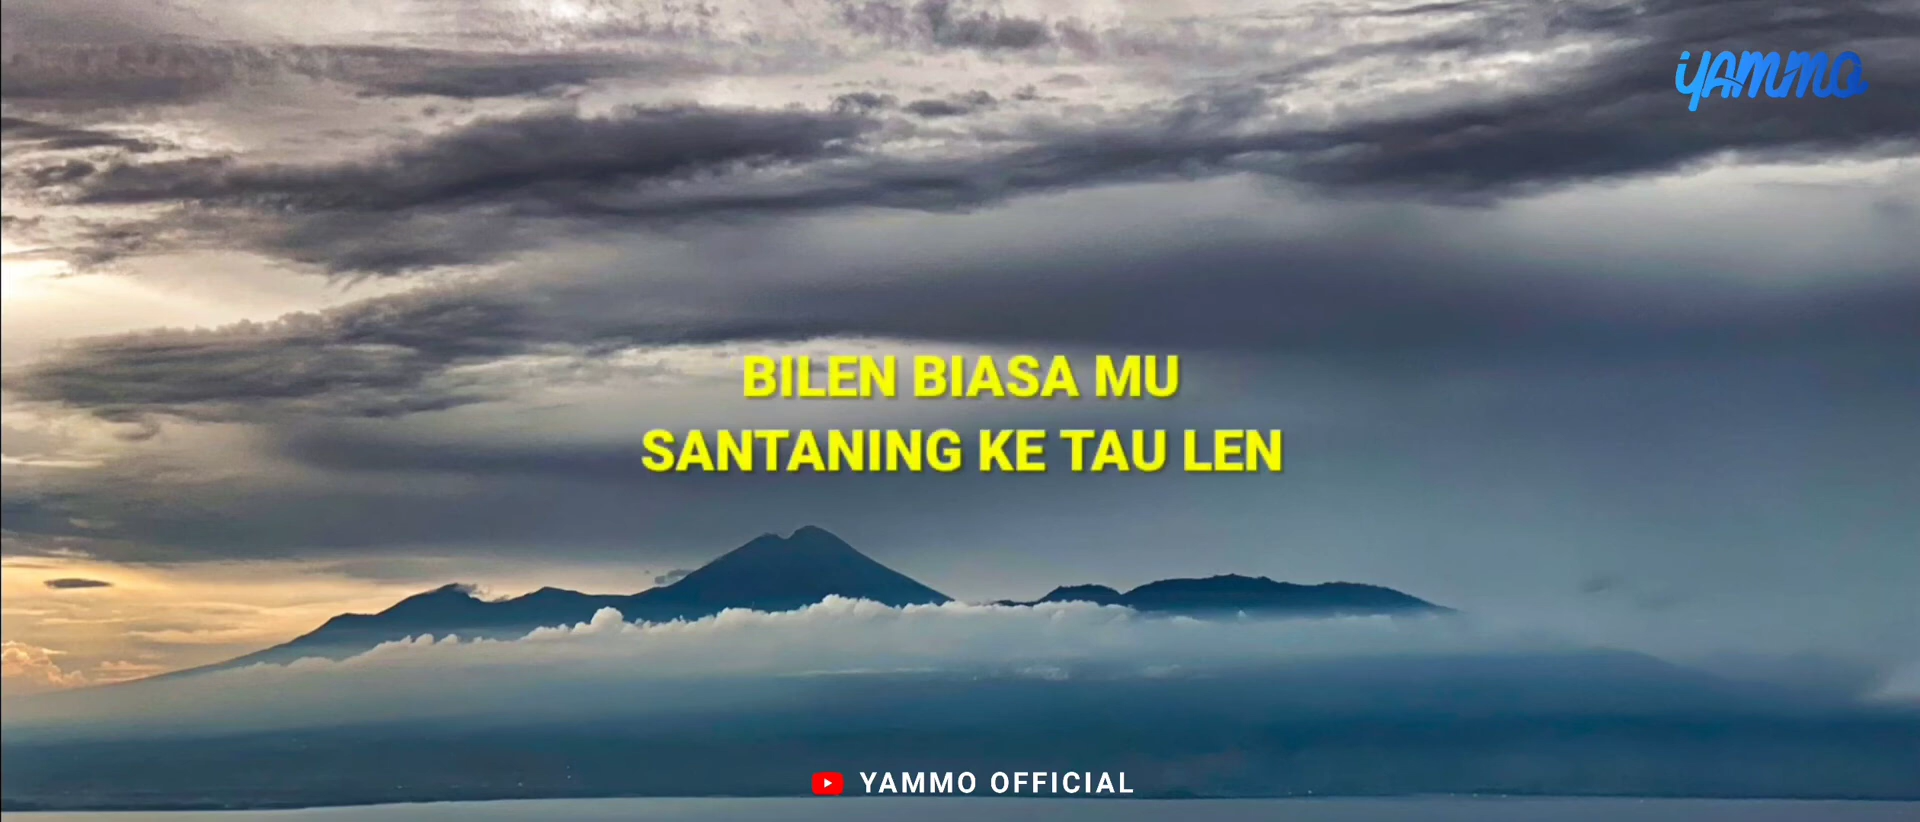 YAMMO
BILEN BIASA MU
SANTANING KE TAU LEN
YAMMO OFFICIAL